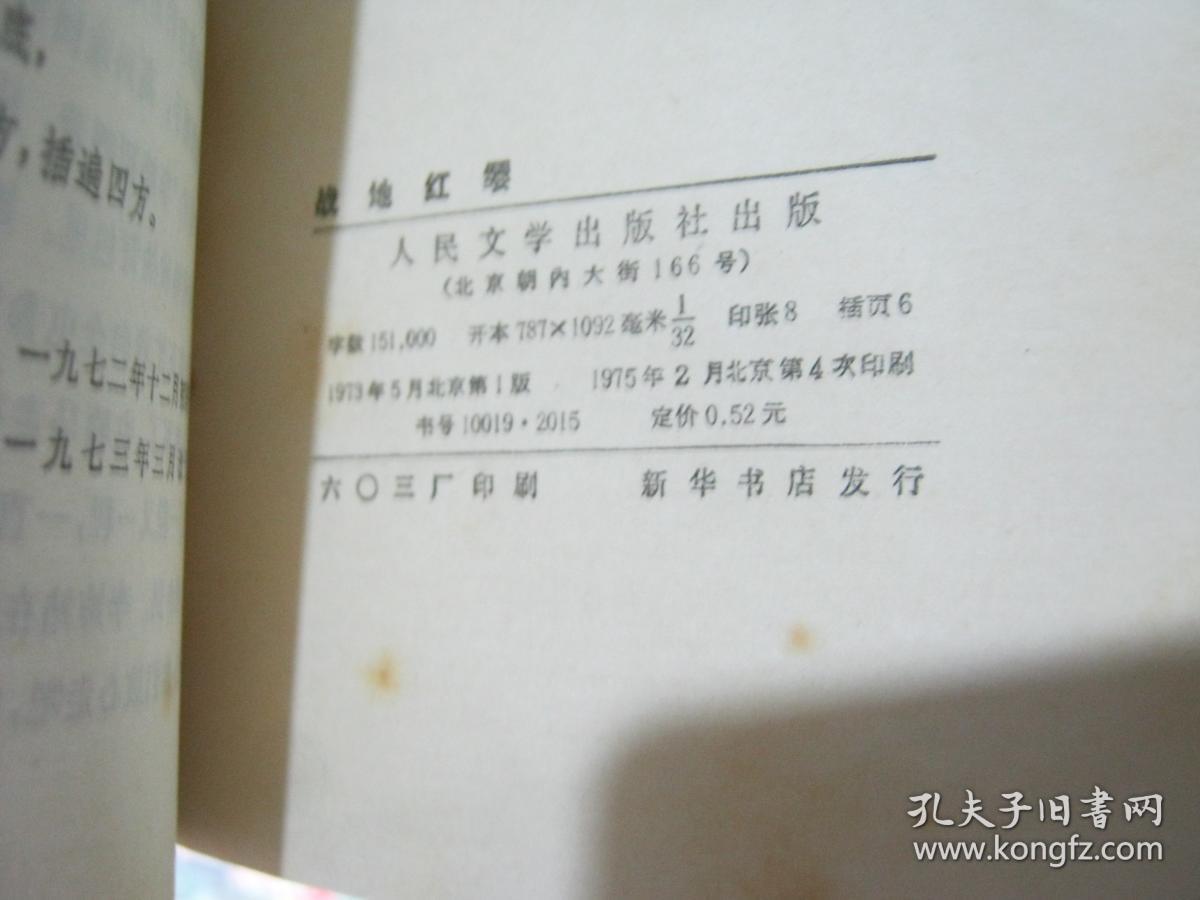 底，
，插遍四方。
一九七二年十二月
一九七三年三月
战地红缨
人民文学出版社出版
（北京朝内大街166号）
字数151,000 开本787×1092毫米1/32 印张8 插页6
1973年5月北京第1版 1975年2月北京第4次印刷
书号10019·2015 定价0.52元
六〇三厂印刷 新华书店发行
孔夫子旧书网
www.kongfz.com